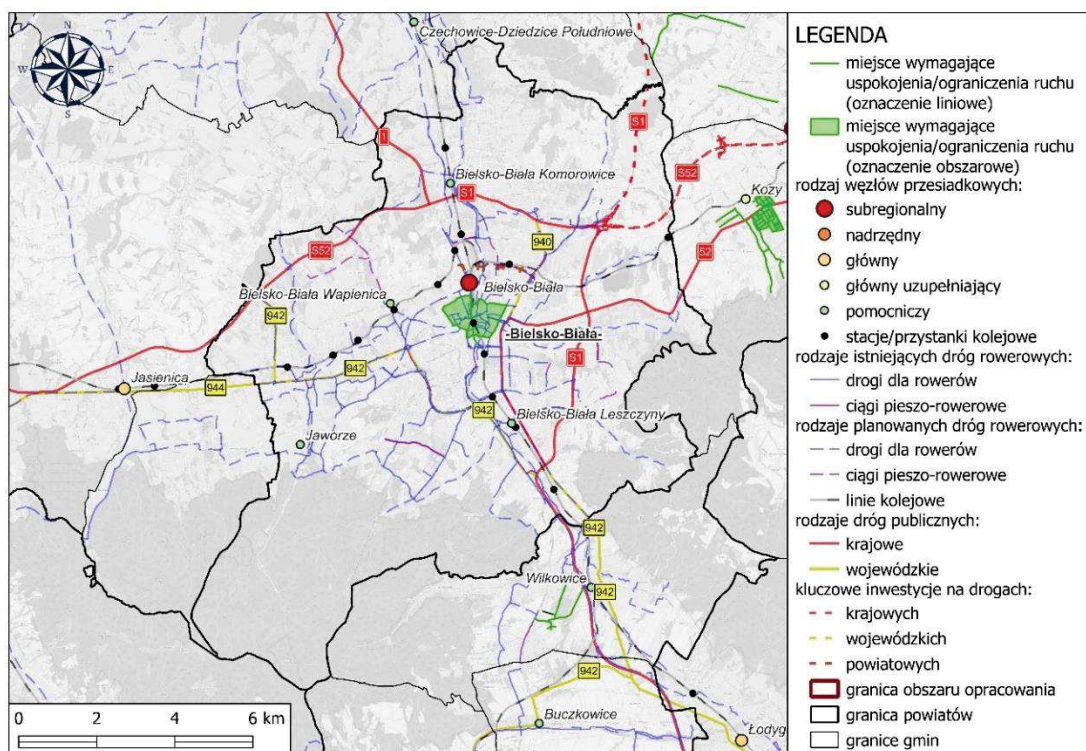 N
W
E
S
Czechowice-Dziedzice Południowe
1
S1
S52
Bielsko-Biała Komorowice
Kozy
S1
940
S52
S2
Bielsko-Biała
Bielsko-Biała Wapienica
942
-Bielsko-Biała-
S1
942
Jasienica
944
942
Bielsko-Biała Leszczyny
Jaworze
942
Wilkowice
942
942
Buczkowice
Łodyg
0 2 4 6 km
LEGENDA
miejsce wymagające
uspokojenia/ograniczenia ruchu
(oznaczenie liniowe)
miejsce wymagające
uspokojenia/ograniczenia ruchu
(oznaczenie obszarowe)
rodzaj węzłów przesiadkowych:
subregionalny
nadrzędny
główny
główny uzupełniający
pomocniczy
stacje/przystanki kolejowe
rodzaje istniejących dróg rowerowych:
drogi dla rowerów
ciągi pieszo-rowerowe
rodzaje planowanych dróg rowerowych:
drogi dla rowerów
ciągi pieszo-rowerowe
linie kolejowe
rodzaje dróg publicznych:
krajowe
wojewódzkie
kluczowe inwestycje na drogach:
krajowych
wojewódzkich
powiatowych
granica obszaru opracowania
granica powiatów
granice gmin